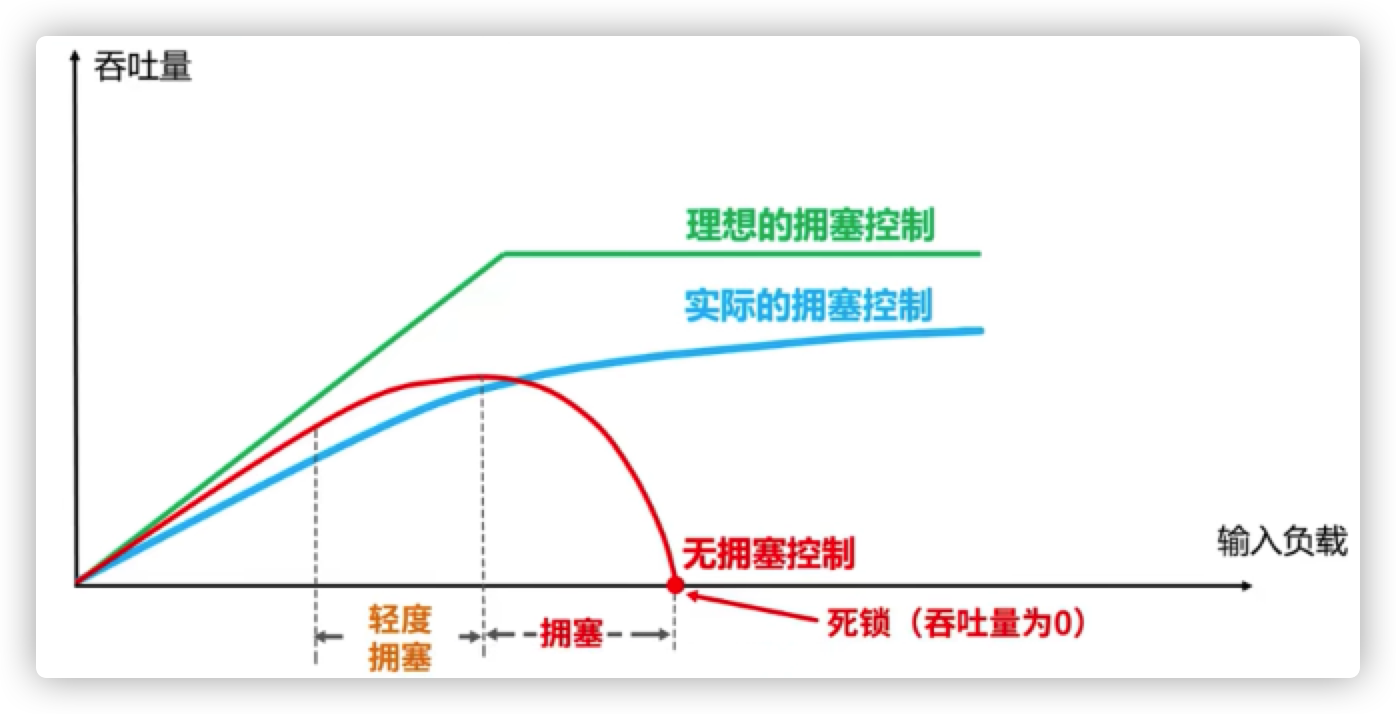 吞吐量
理想的拥塞控制
实际的拥塞控制
输入负载
无拥塞控制
死锁（吞吐量为0）
轻度
拥塞
拥塞